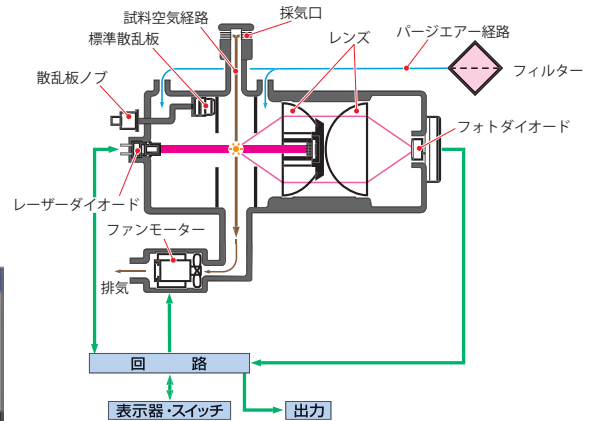 試料空気経路
採気口
標準散乱板
レンズ
パージエアー経路
散乱板ノブ
フィルター
フォトダイオード
レーザーダイオード
ファンモーター
排気
回 路
表示器・スイッチ
出力